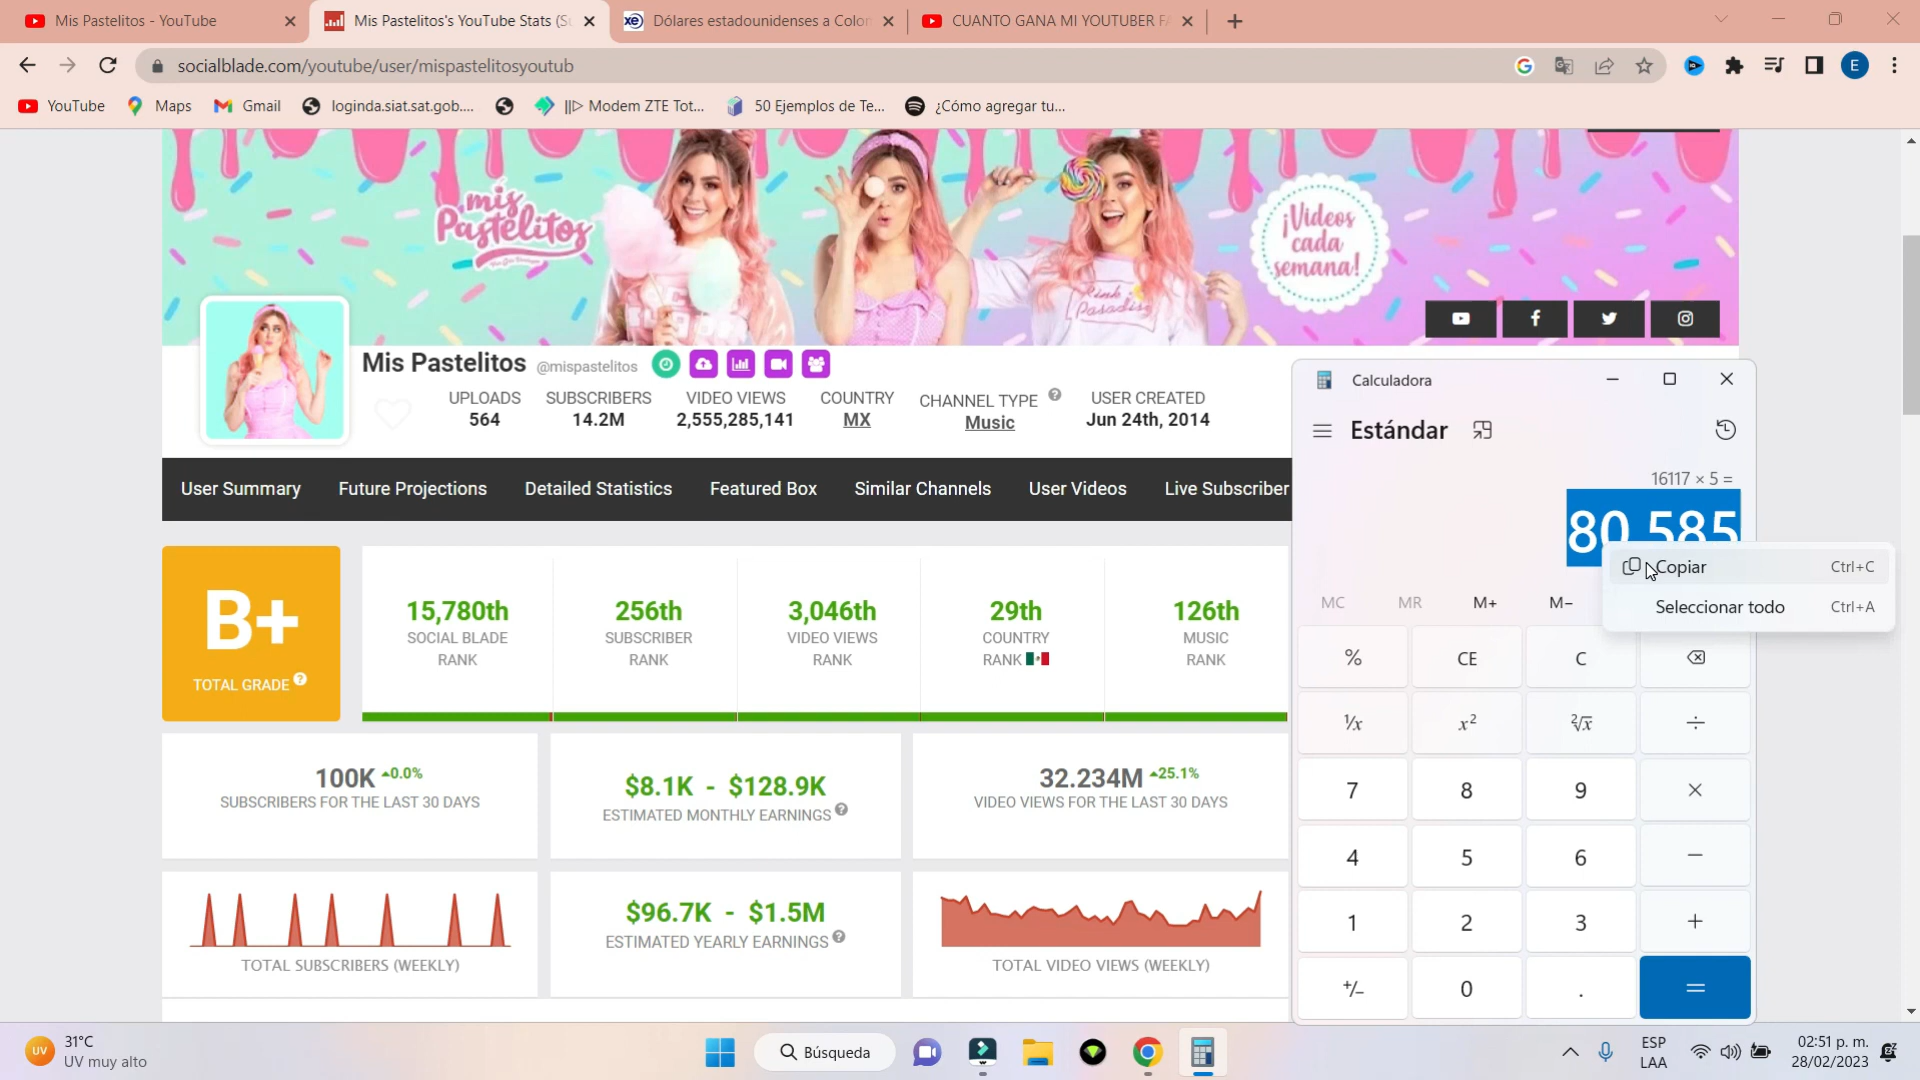 Mis Pastelitos - YouTube
Mis Pastelitos's YouTube Stats (S
Dólares estadounidenses a Colon
CUANTO GANA MI YOUTUBER FA
socialblade.com/youtube/user/mispastelitosyoutub
E
YouTube
Maps
Gmail
loginda.siat.sat.gob....
||▷ Modem ZTE Tot...
50 Ejemplos de Te...
¿Cómo agregar tu...
mis
Pastelitos
Pink
Paradise
¡Videos
cada
semana!
Mis Pastelitos @mispastelitos
UPLOADS SUBSCRIBERS VIDEO VIEWS COUNTRY CHANNEL TYPE USER CREATED
564 14.2M 2,555,285,141 MX Music Jun 24th, 2014
User Summary Future Projections Detailed Statistics Featured Box Similar Channels User Videos Live Subscriber
B+
TOTAL GRADE
15,780th
SOCIAL BLADE
RANK
256th
SUBSCRIBER
RANK
3,046th
VIDEO VIEWS
RANK
29th
COUNTRY
RANK
126th
MUSIC
RANK
100K 0.0%
SUBSCRIBERS FOR THE LAST 30 DAYS
$8.1K - $128.9K
ESTIMATED MONTHLY EARNINGS
32.234M 25.1%
VIDEO VIEWS FOR THE LAST 30 DAYS
TOTAL SUBSCRIBERS (WEEKLY)
$96.7K - $1.5M
ESTIMATED YEARLY EARNINGS
TOTAL VIDEO VIEWS (WEEKLY)
Calculadora
Estándar
16117 × 5 =
80,585
Copiar Ctrl+C
Seleccionar todo Ctrl+A
MC MR M+ M−
% CE C
¹/x x² ²√x ÷
7 8 9 ×
4 5 6 −
1 2 3 +
+/− 0 . =
UV
31°C
UV muy alto
Búsqueda
ESP
LAA
02:51 p. m.
28/02/2023